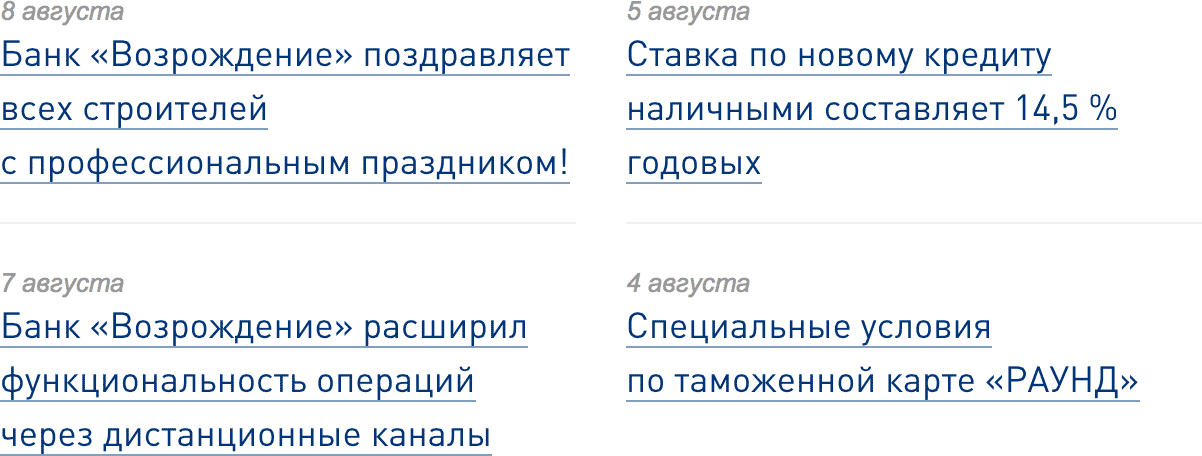 8 августа
Банк «Возрождение» поздравляет
всех строителей
с профессиональным праздником!
7 августа
Банк «Возрождение» расширил
функциональность операций
через дистанционные каналы
5 августа
Ставка по новому кредиту
наличными составляет 14,5 %
годовых
4 августа
Специальные условия
по таможенной карте «РАУНД»